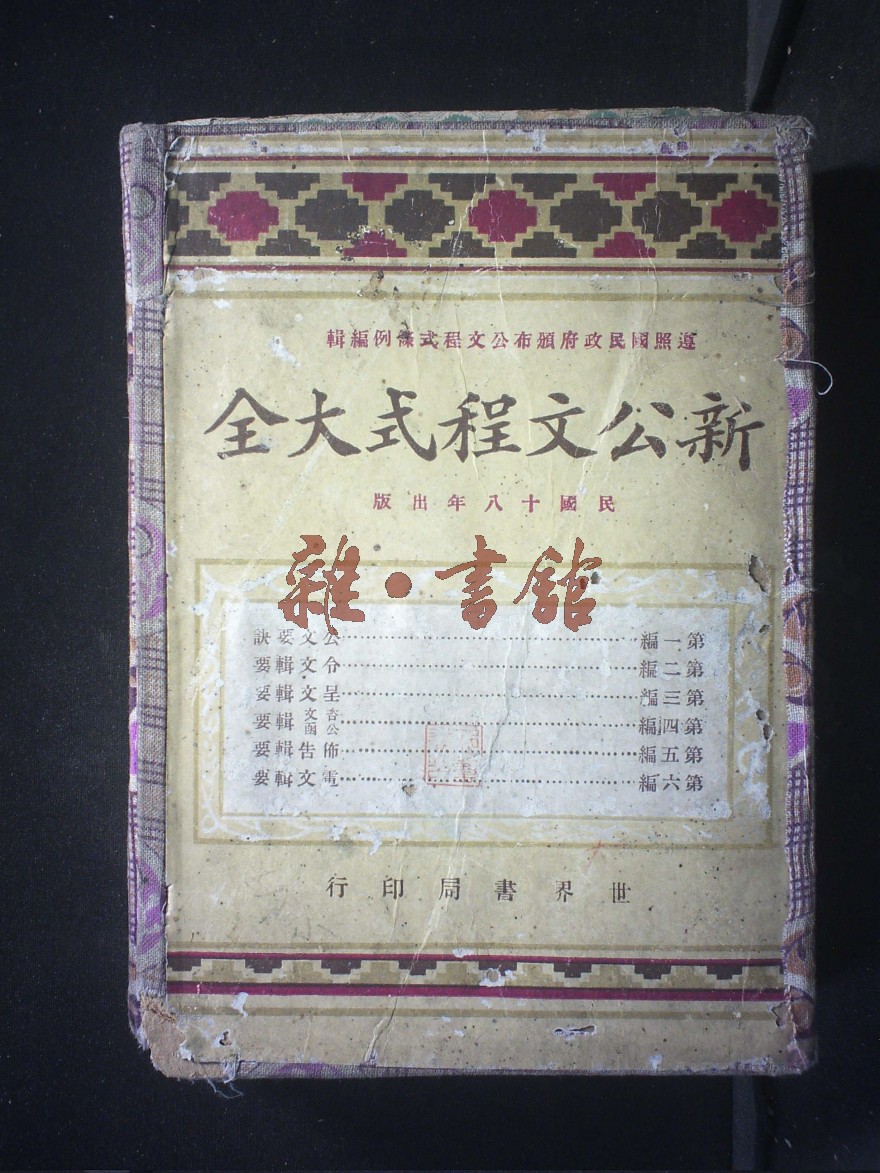 遵照國民政府頒布公文程式條例編輯
新公文程式大全
民國十八年出版
雜·書館
第一編……公文要訣
第二編……令文輯要
第三編……呈文輯要
第四編……咨文公函輯要
第五編……佈告輯要
第六編……電文輯要
世界書局印行